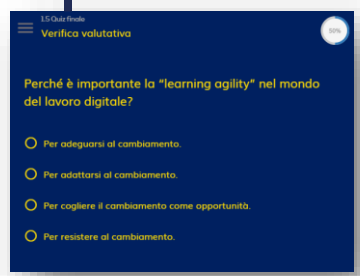 1.5 Quiz finale
Verifica valutativa
50%
Perché è importante la “learning agility” nel mondo
del lavoro digitale?
Per adeguarsi al cambiamento.
Per adattarsi al cambiamento.
Per cogliere il cambiamento come opportunità.
Per resistere al cambiamento.